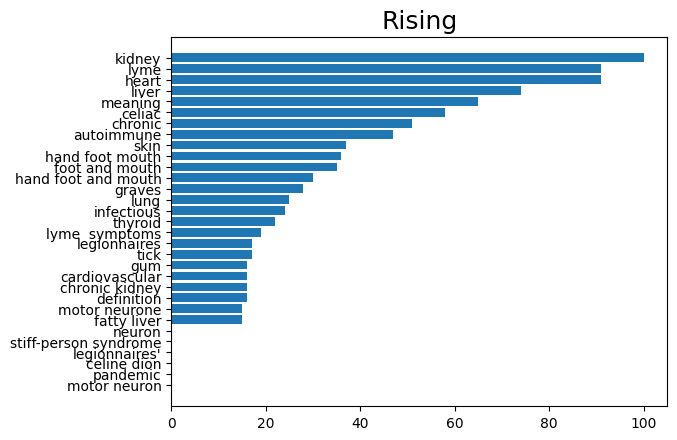 Rising
kidney
lyme
heart
liver
meaning
celiac
chronic
autoimmune
skin
hand foot mouth
foot and mouth
hand foot and mouth
graves
lung
infectious
thyroid
lyme  symptoms
legionnaires
tick
gum
cardiovascular
chronic kidney
definition
motor neurone
fatty liver
neuron
stiff-person syndrome
legionnaires'
celine dion
pandemic
motor neuron
0 20 40 60 80 100